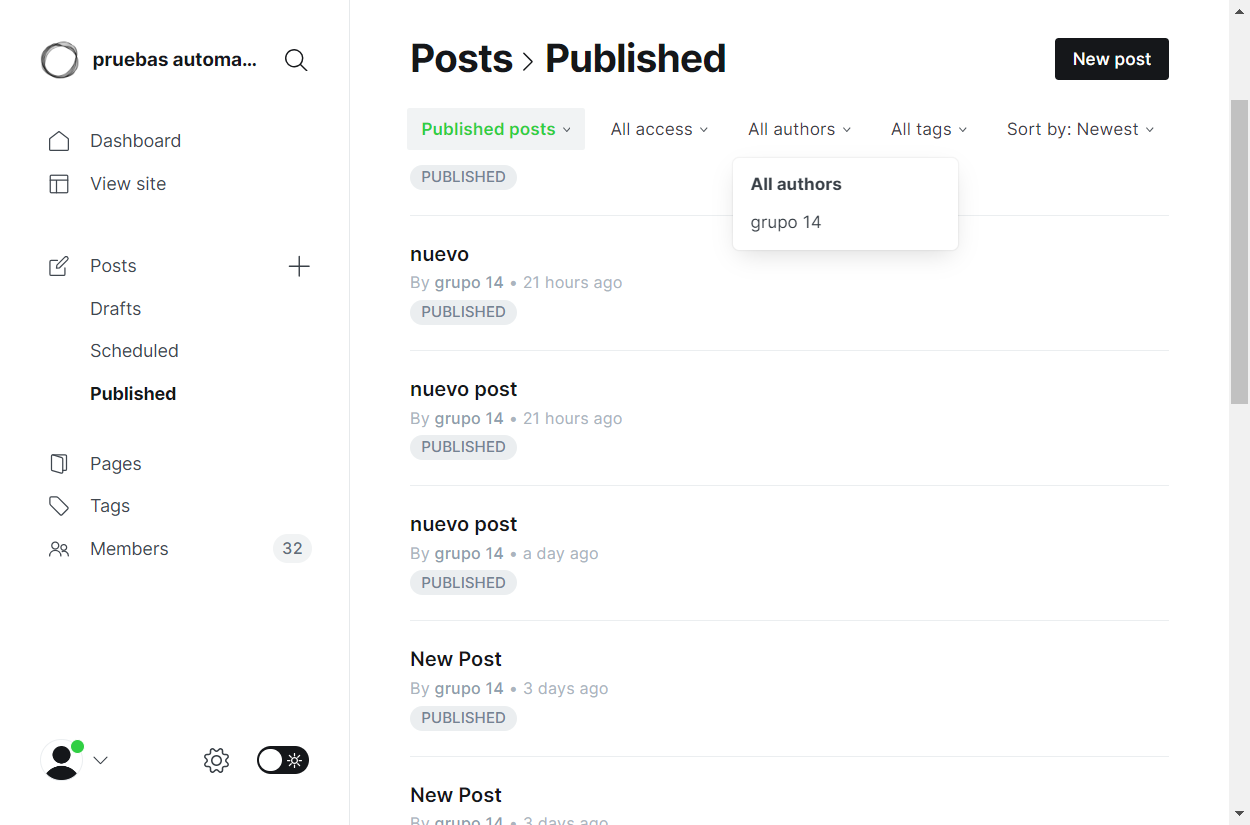 pruebas automa...
Dashboard
View site
Posts
Drafts
Scheduled
Published
Pages
Tags
Members 32
Posts Published
New post
Published posts All access All authors All tags Sort by: Newest
PUBLISHED
All authors
grupo 14
nuevo
By grupo 14 • 21 hours ago
PUBLISHED
nuevo post
By grupo 14 • 21 hours ago
PUBLISHED
nuevo post
By grupo 14 • a day ago
PUBLISHED
New Post
By grupo 14 • 3 days ago
PUBLISHED
New Post
By grupo 14 • 3 days ago